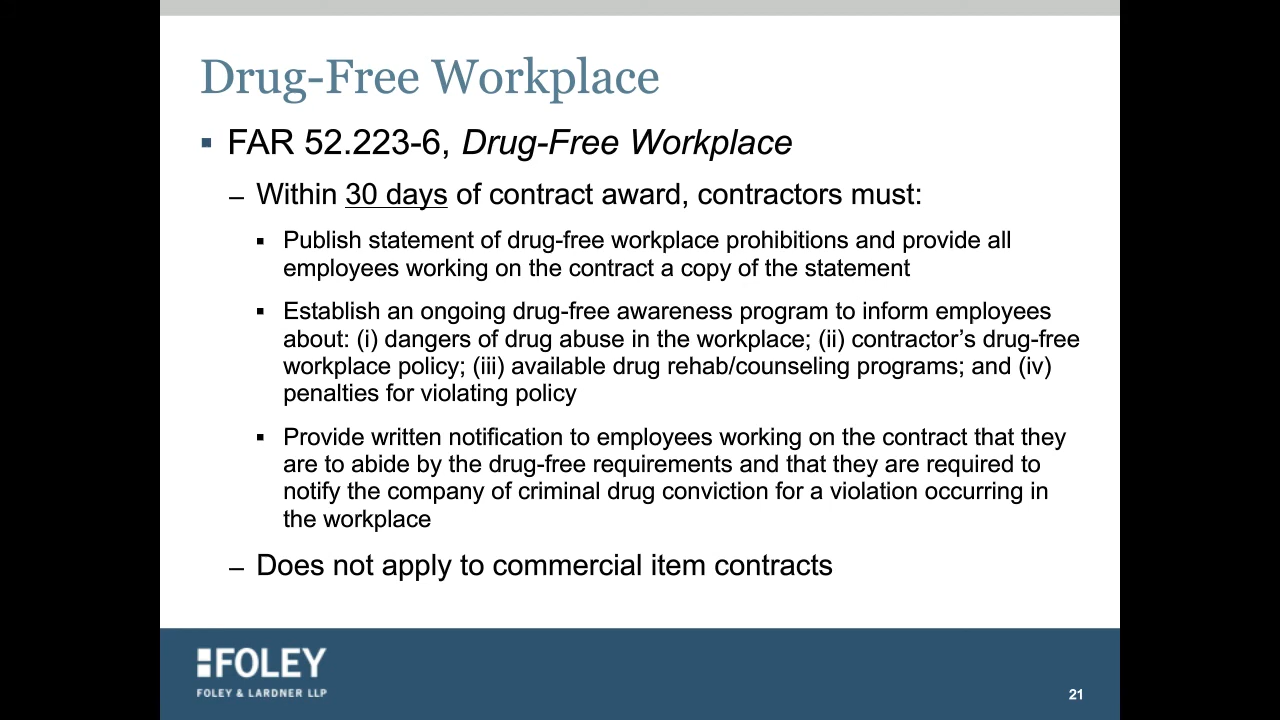 Drug-Free Workplace
▪ FAR 52.223-6, Drug-Free Workplace
– Within 30 days of contract award, contractors must:
▪ Publish statement of drug-free workplace prohibitions and provide all
employees working on the contract a copy of the statement
▪ Establish an ongoing drug-free awareness program to inform employees
about: (i) dangers of drug abuse in the workplace; (ii) contractor’s drug-free
workplace policy; (iii) available drug rehab/counseling programs; and (iv)
penalties for violating policy
▪ Provide written notification to employees working on the contract that they
are to abide by the drug-free requirements and that they are required to
notify the company of criminal drug conviction for a violation occurring in
the workplace
– Does not apply to commercial item contracts
FOLEY
FOLEY & LARDNER LLP
21